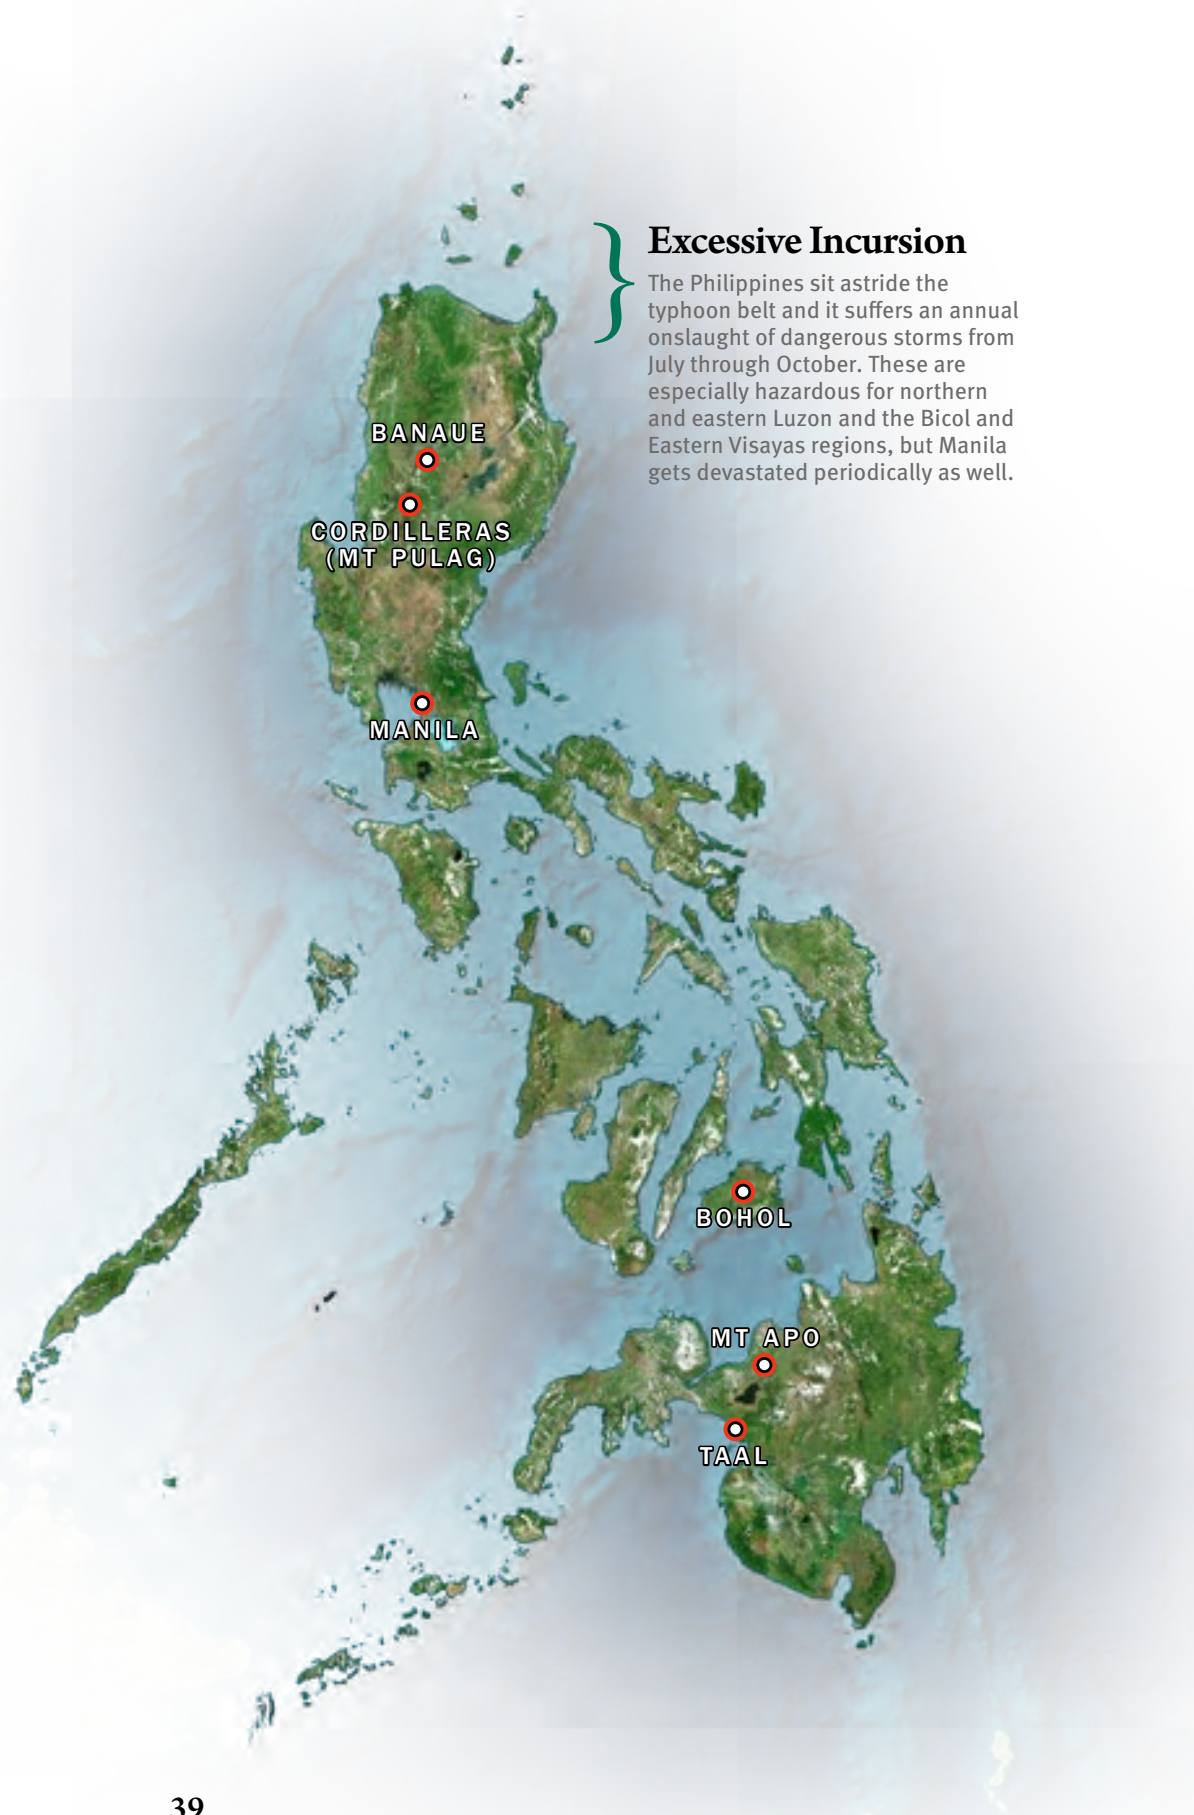 Excessive Incursion
The Philippines sit astride the
typhoon belt and it suffers an annual
onslaught of dangerous storms from
July through October. These are
especially hazardous for northern
and eastern Luzon and the Bicol and
Eastern Visayas regions, but Manila
gets devastated periodically as well.
BANAUE
CORDILLERAS
(MT PULAG)
MANILA
BOHOL
MT APO
TAAL
39